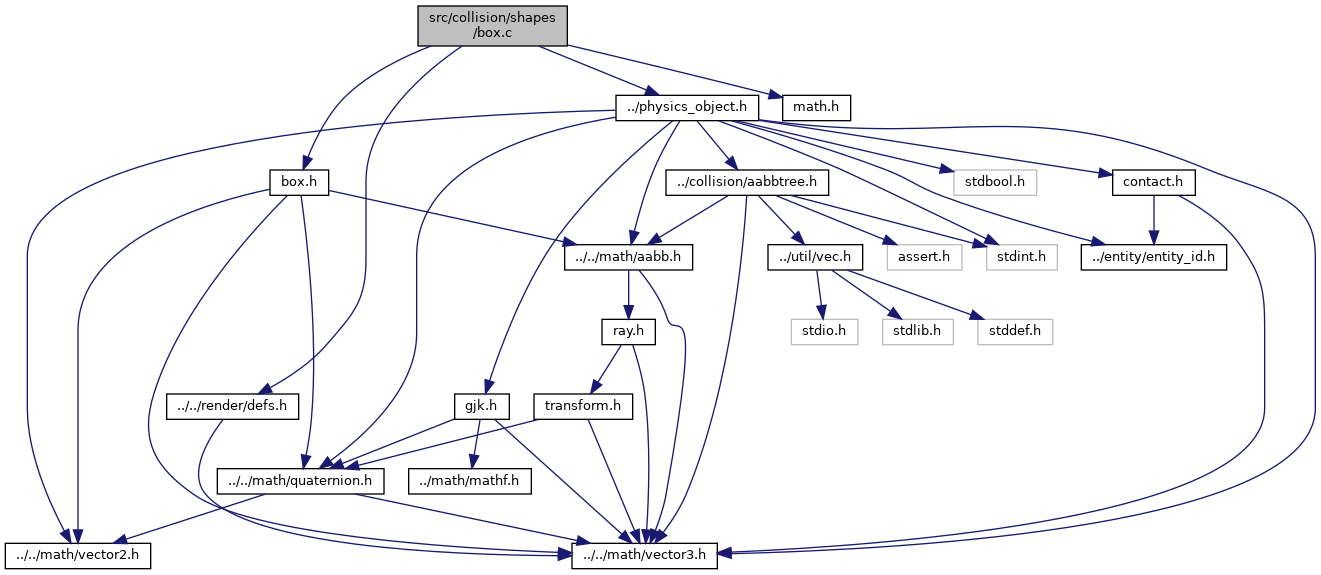 src/collision/shapes
/box.c
../physics_object.h
math.h
box.h
../collision/aabbtree.h
stdbool.h
contact.h
../../math/aabb.h
../util/vec.h
assert.h
stdint.h
../entity/entity_id.h
ray.h
stdio.h
stdlib.h
stddef.h
../../render/defs.h
gjk.h
transform.h
../../math/quaternion.h
../math/mathf.h
../../math/vector2.h
../../math/vector3.h